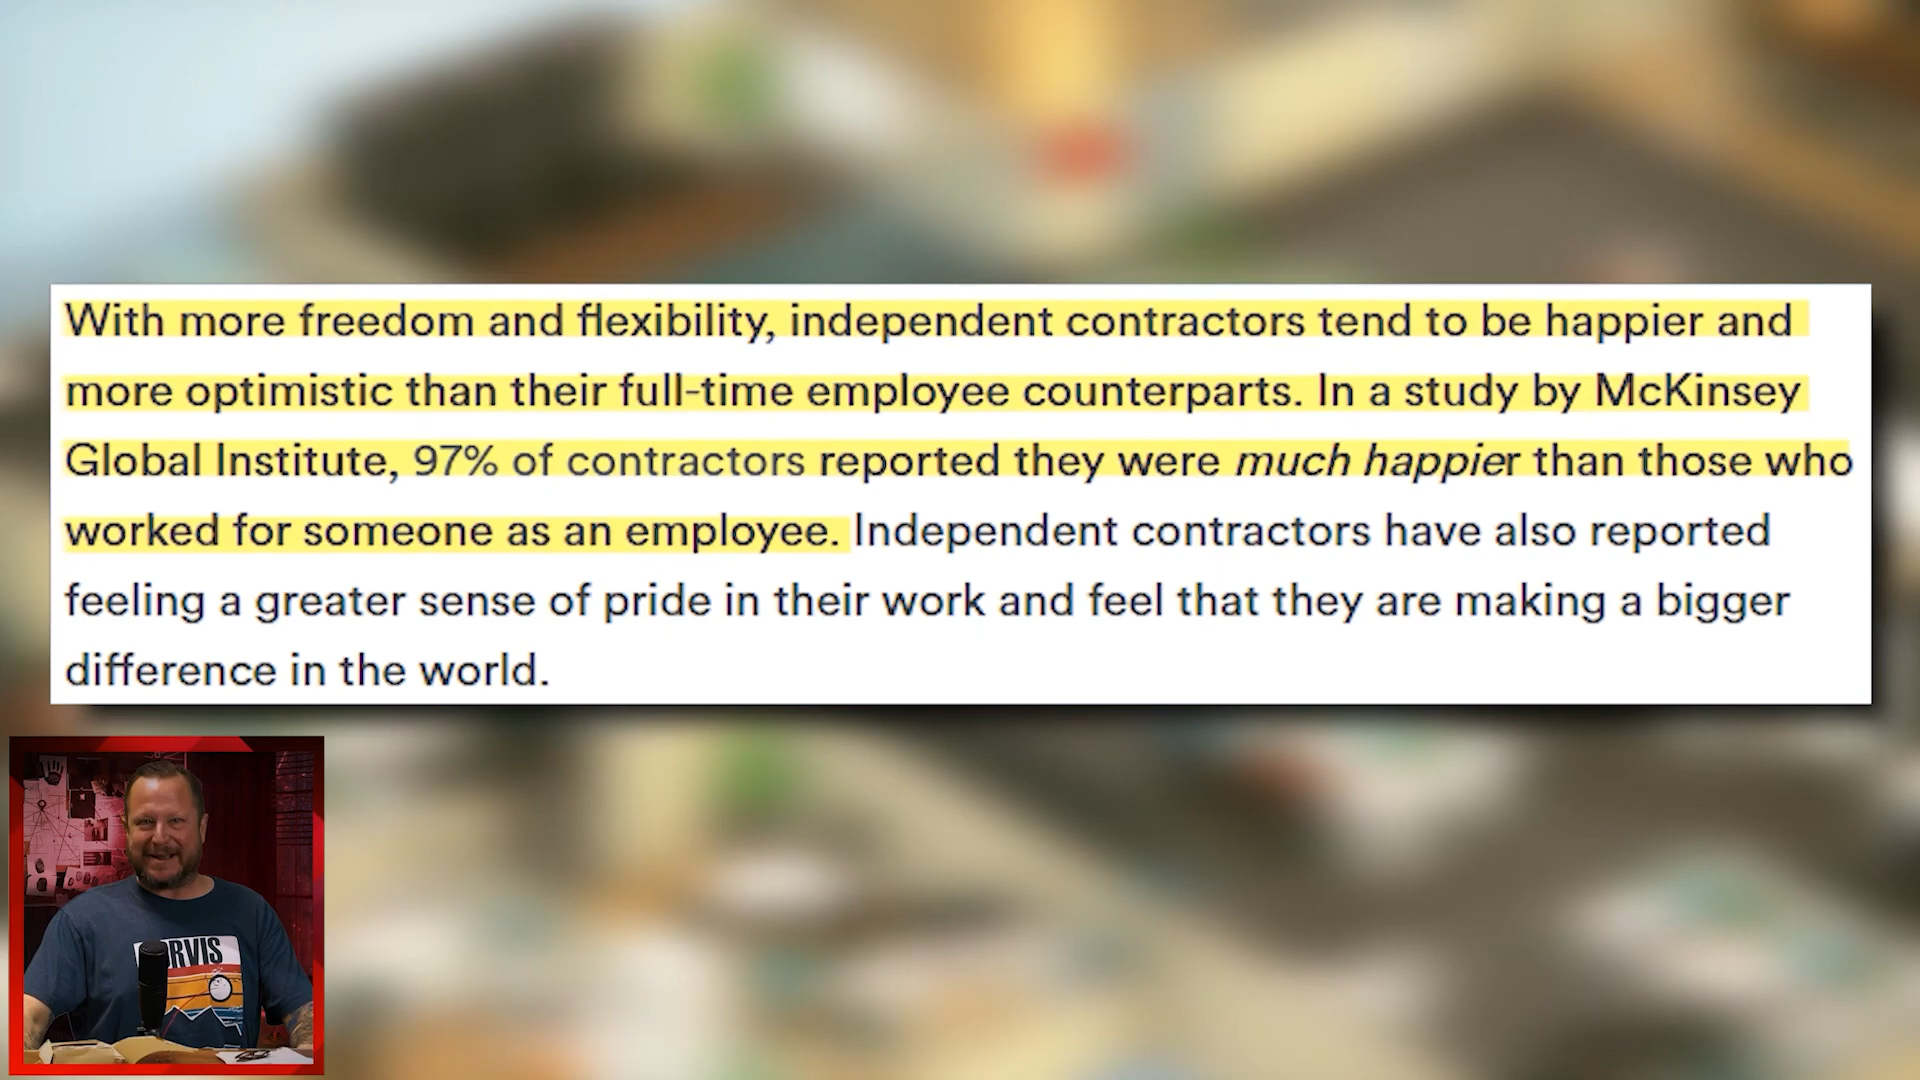 With more freedom and flexibility, independent contractors tend to be happier and
more optimistic than their full-time employee counterparts. In a study by McKinsey
Global Institute, 97% of contractors reported they were much happier than those who
worked for someone as an employee. Independent contractors have also reported
feeling a greater sense of pride in their work and feel that they are making a bigger
difference in the world.
ORVIS